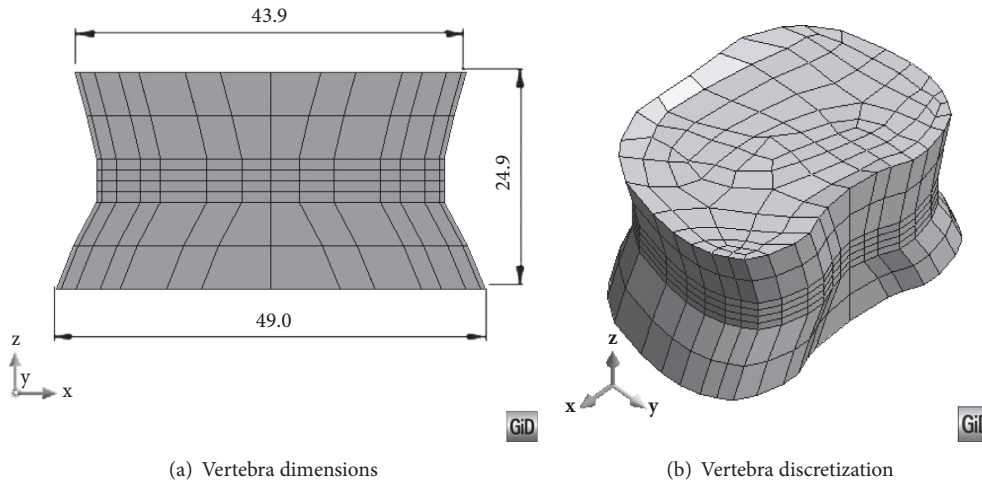 43.9
24.9
49.0
z
y
x
GiD
(a) Vertebra dimensions
z
x
y
GiD
(b) Vertebra discretization